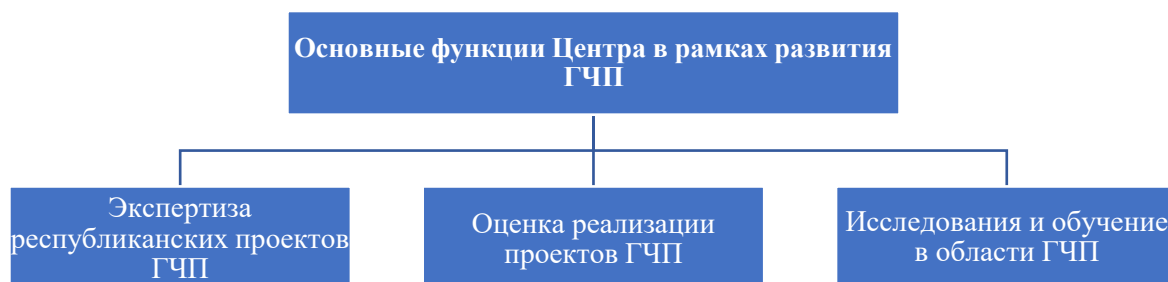 Основные функции Центра в рамках развития
ГЧП
Экспертиза
республиканских проектов
ГЧП
Оценка реализации
проектов ГЧП
Исследования и обучение
в области ГЧП